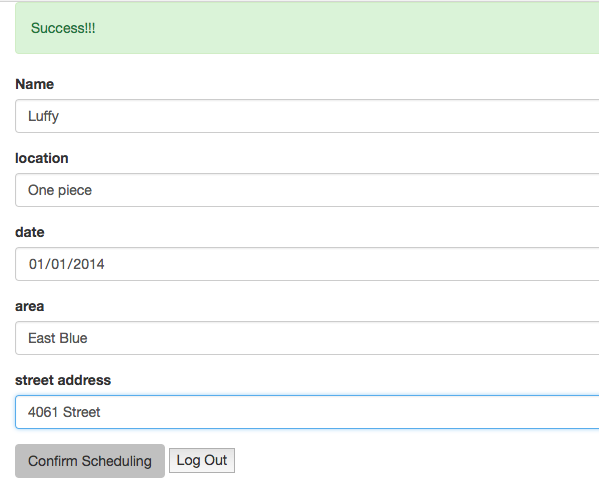 Success!!!
Name
Luffy
location
One piece
date
01/01/2014
area
East Blue
street address
4061 Street
Confirm Scheduling Log Out